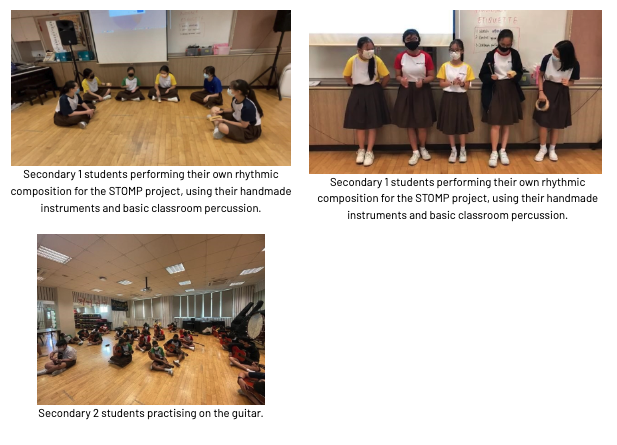 Secondary 1 students performing their own rhythmic
composition for the STOMP project, using their handmade
instruments and basic classroom percussion.
Secondary 1 students performing their own rhythmic
composition for the STOMP project, using their handmade
instruments and basic classroom percussion.
Secondary 2 students practising on the guitar.